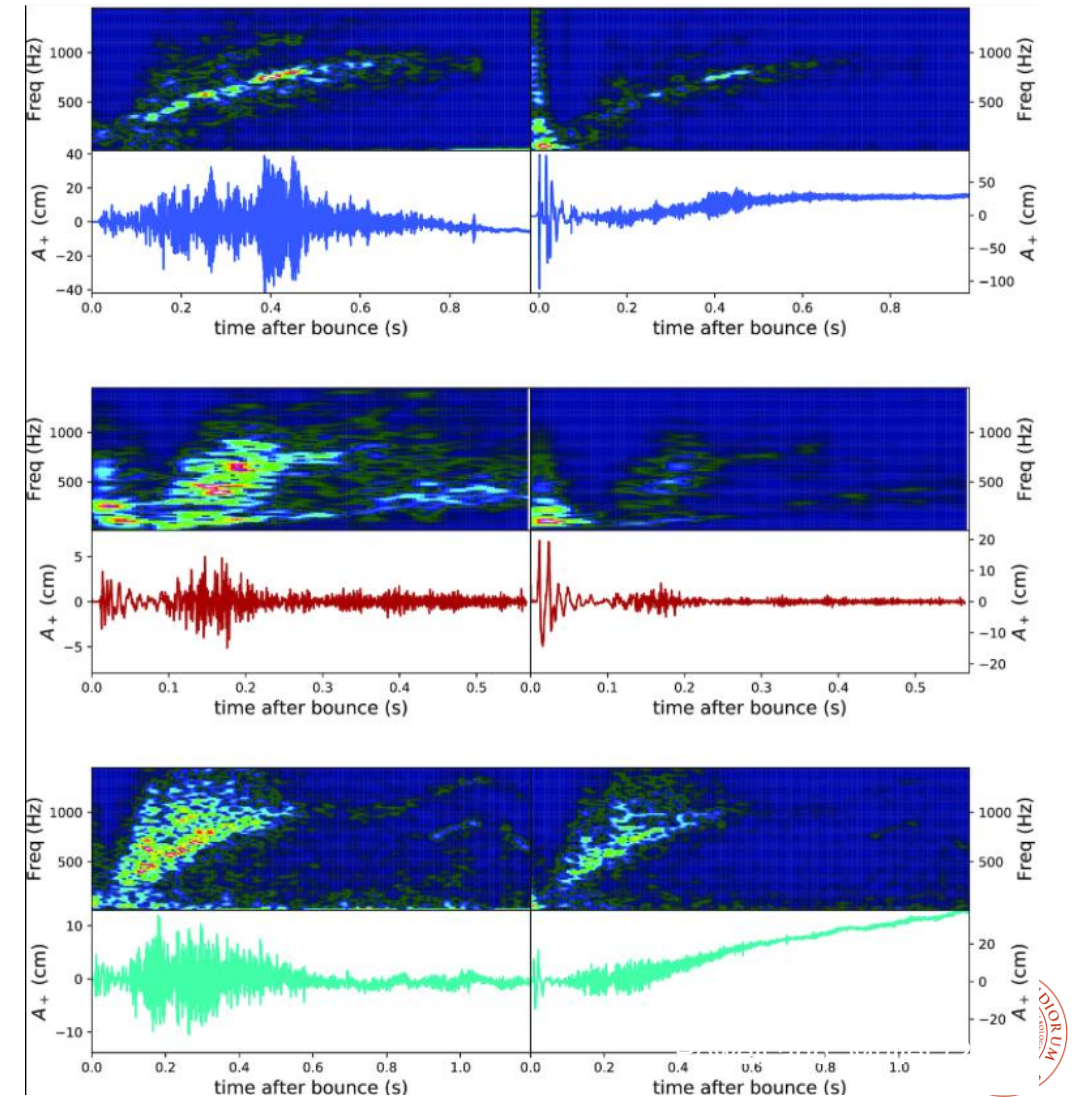 Freq (Hz)
1000
500
1000
500
Freq (Hz)
A+ (cm)
40
20
0
−20
−40
50
0
−50
−100
A+ (cm)
0.0 0.2 0.4 0.6 0.8
0.0 0.2 0.4 0.6 0.8
time after bounce (s)
time after bounce (s)
Freq (Hz)
1000
500
1000
500
Freq (Hz)
A+ (cm)
5
0
−5
20
10
0
−10
−20
A+ (cm)
0.0 0.1 0.2 0.3 0.4 0.5
0.0 0.1 0.2 0.3 0.4 0.5
time after bounce (s)
time after bounce (s)
Freq (Hz)
1000
500
1000
500
Freq (Hz)
A+ (cm)
10
0
−10
20
0
−20
A+ (cm)
0.0 0.2 0.4 0.6 0.8 1.0
0.0 0.2 0.4 0.6 0.8 1.0
time after bounce (s)
time after bounce (s)
DIORUM